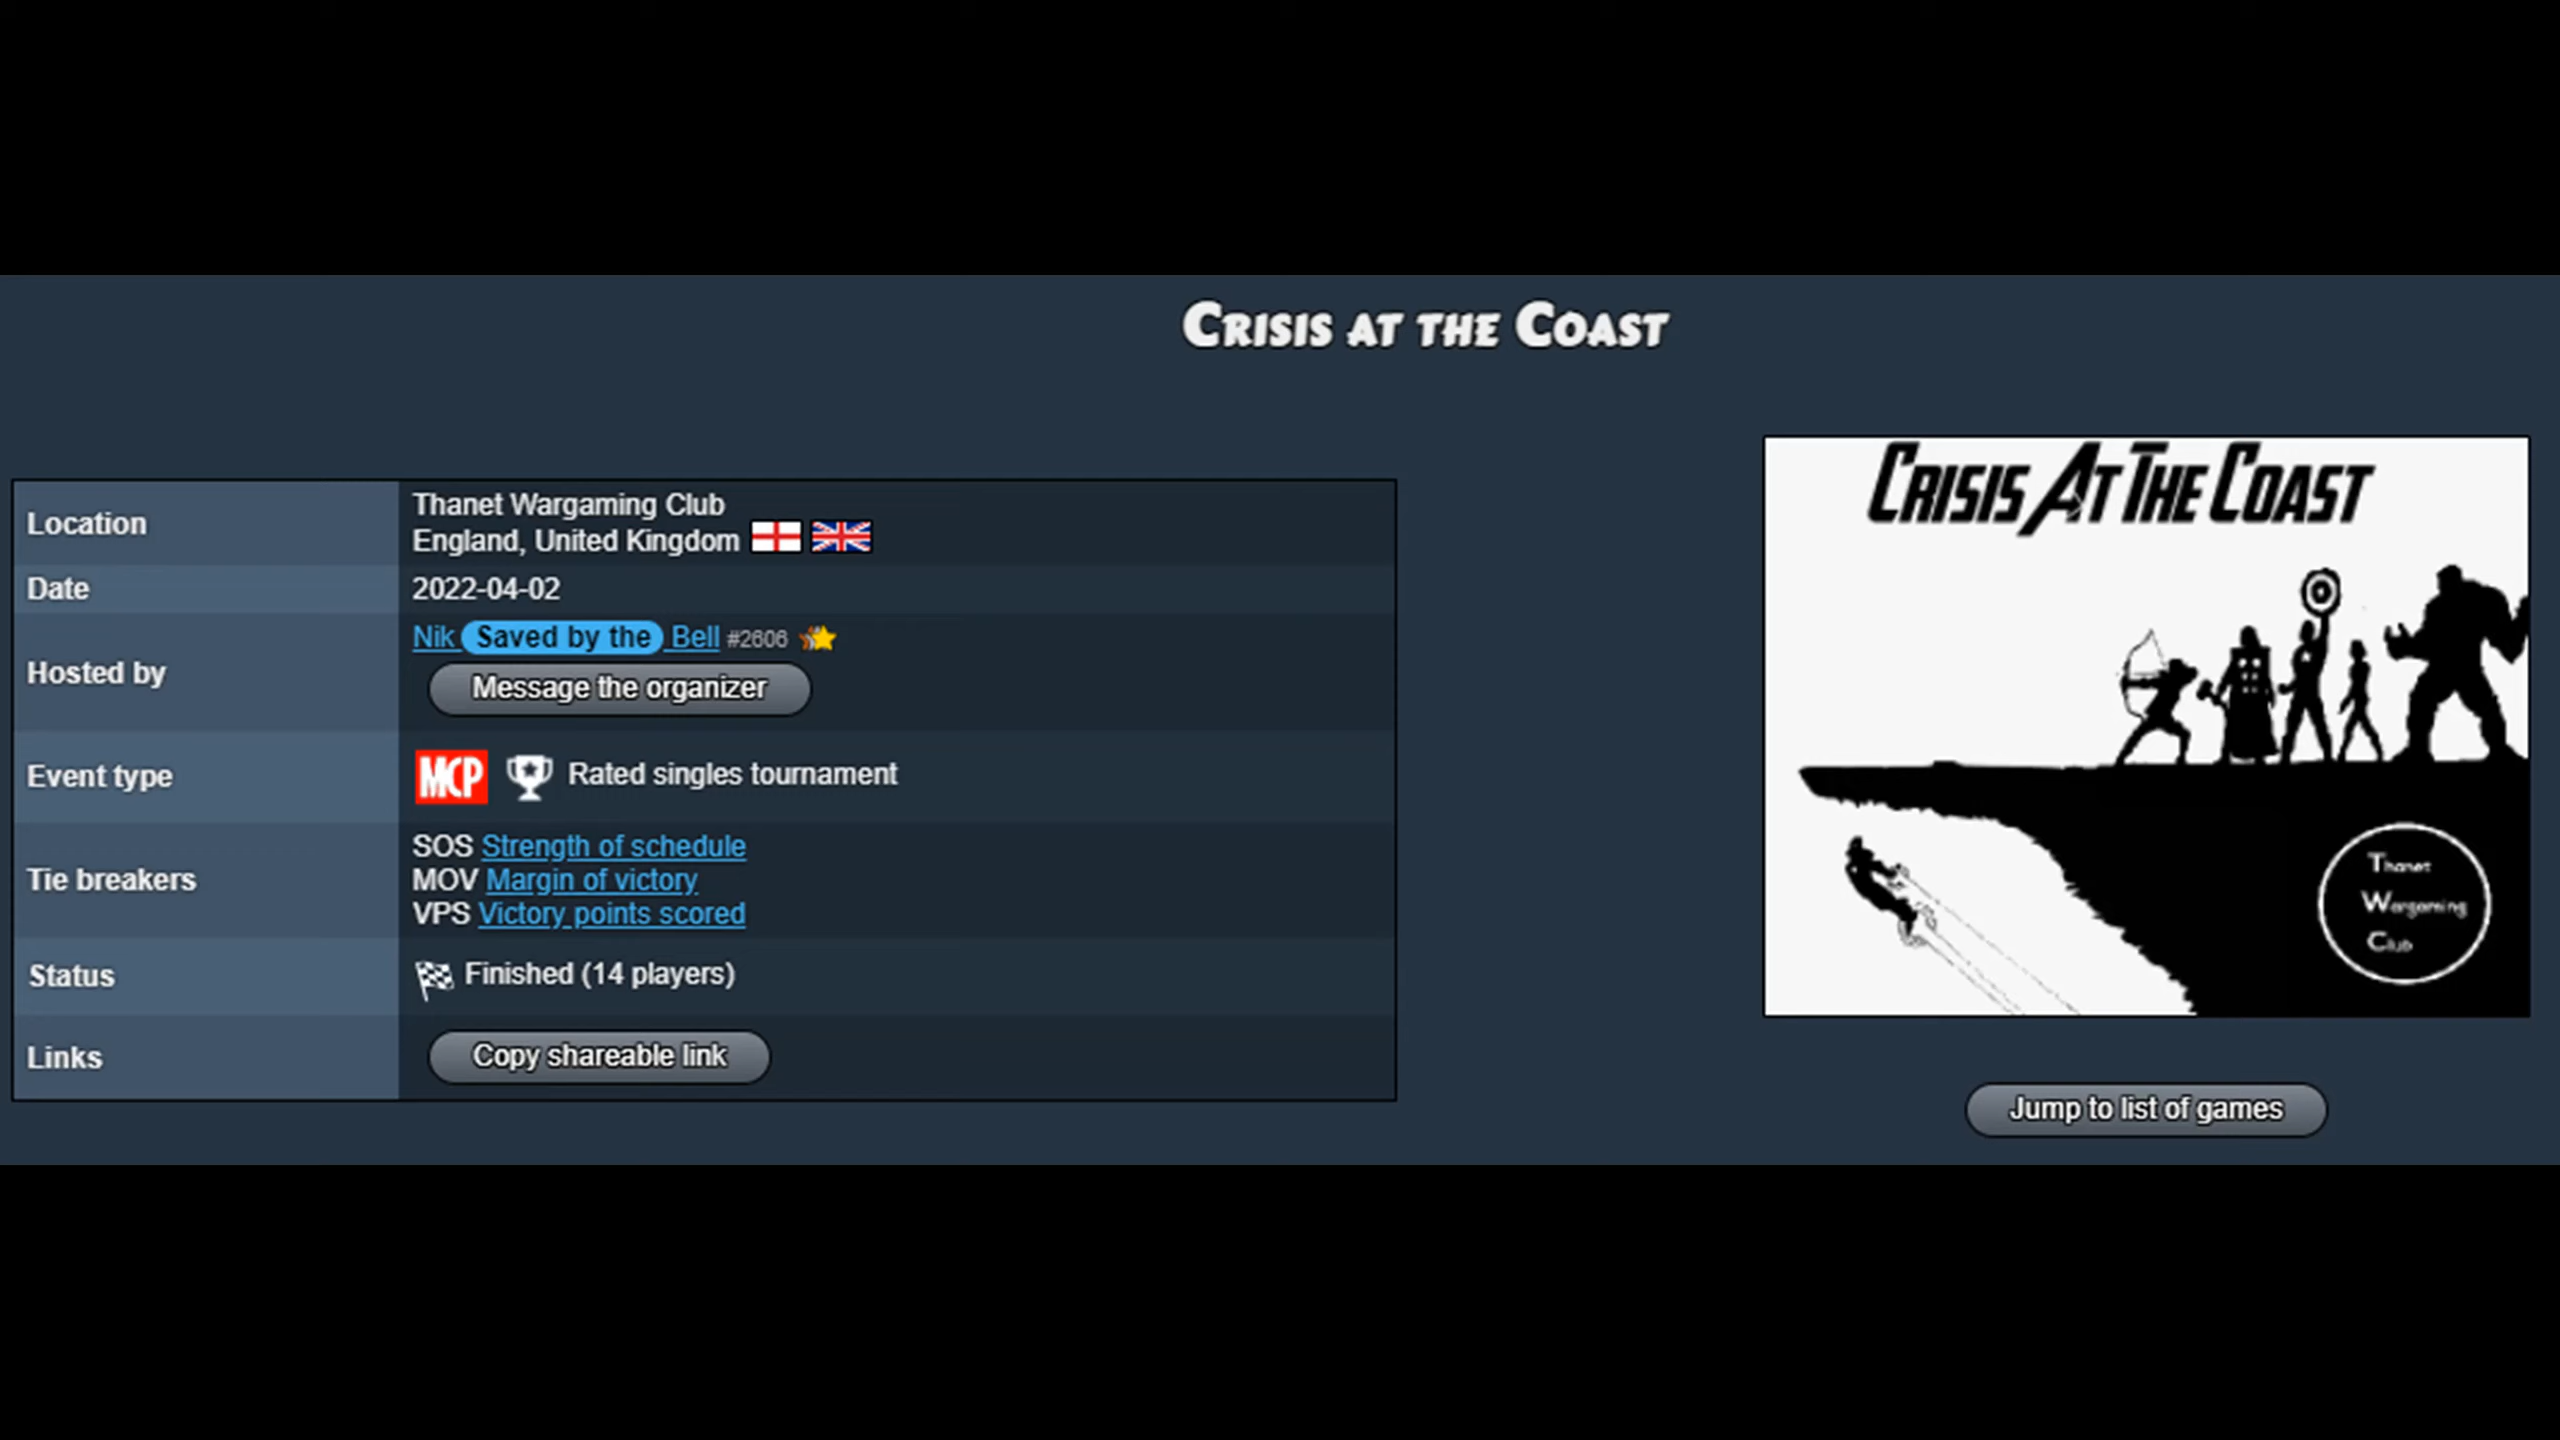 Crisis at the Coast
Location
Thanet Wargaming Club
England, United Kingdom
Date
2022-04-02
Hosted by
Nik Saved by the Bell #2606
Message the organizer
Event type
MCP Rated singles tournament
Tie breakers
SOS Strength of schedule
MOV Margin of victory
VPS Victory points scored
Status
Finished (14 players)
Links
Copy shareable link
Crisis At The Coast
Thanet
Wargaming
Club
Jump to list of games